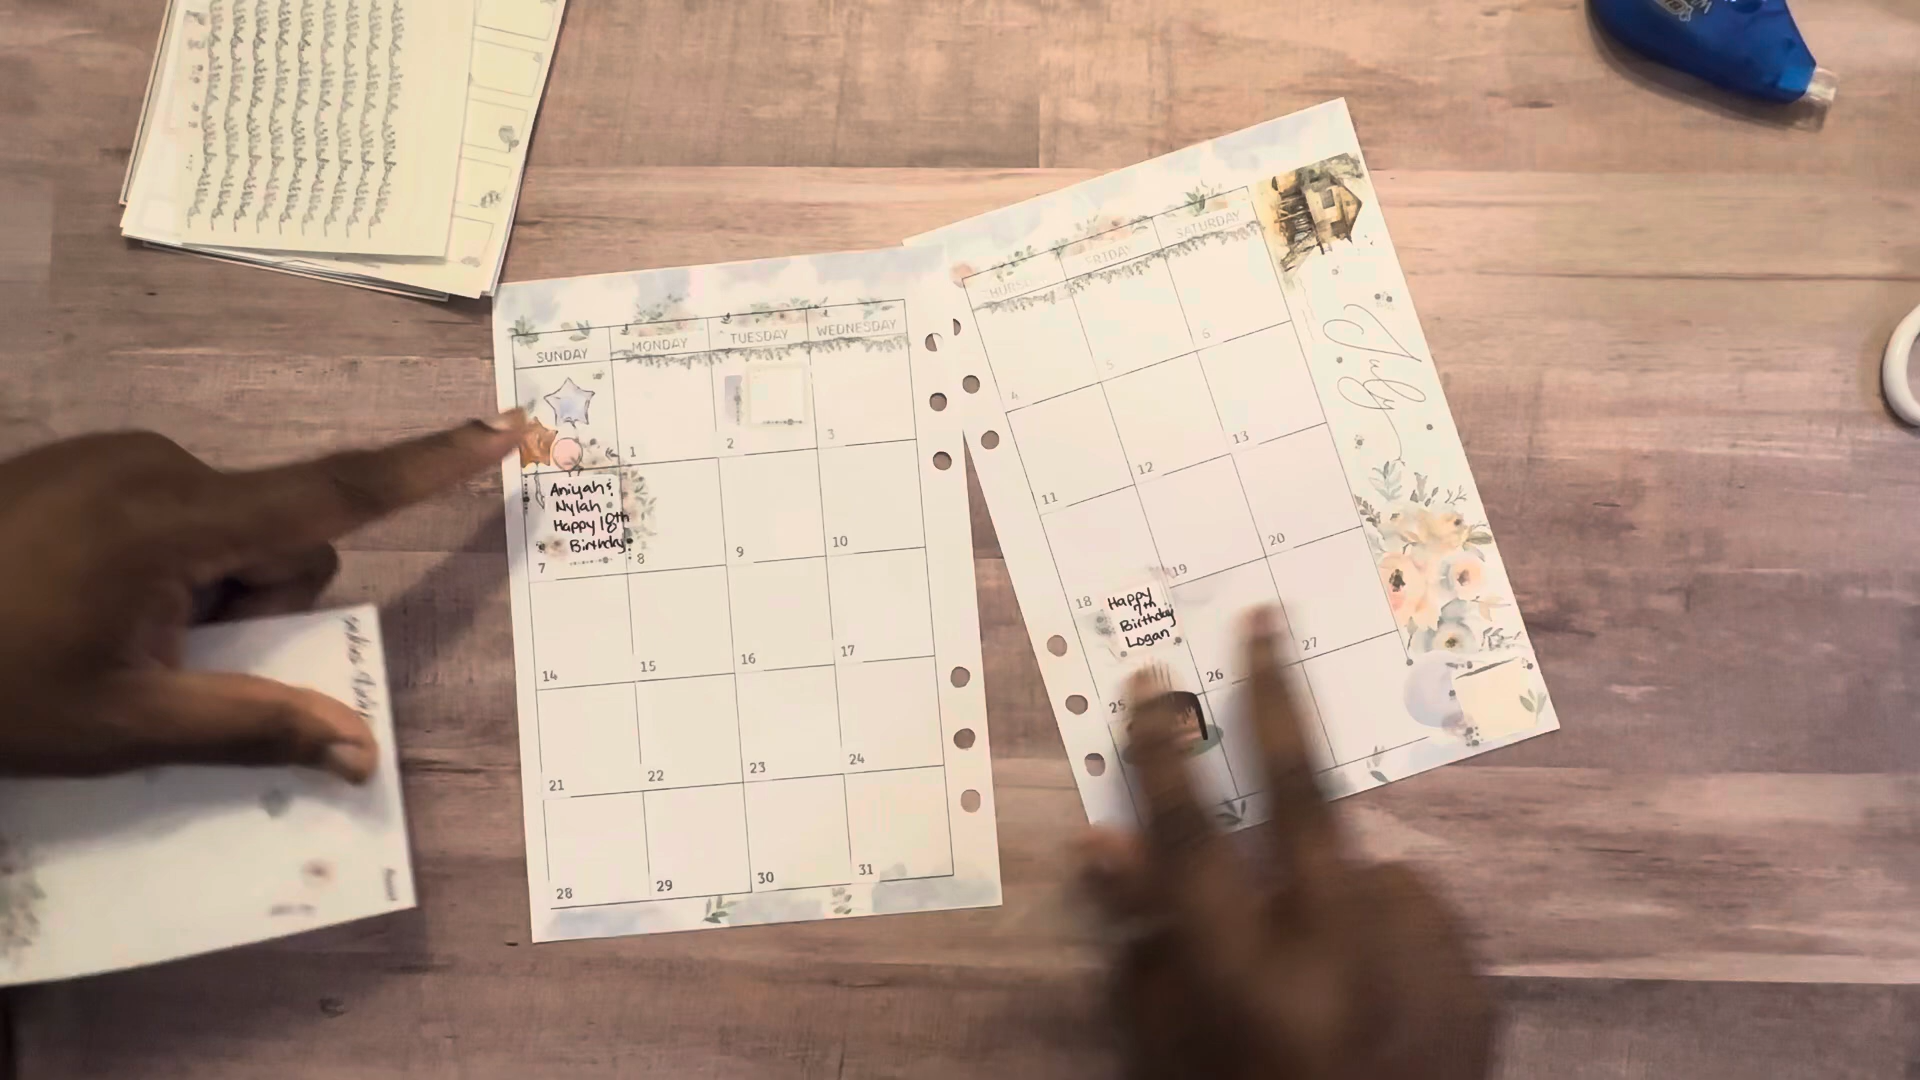 SUNDAY
MONDAY
TUESDAY
WEDNESDAY
1
2
3
Aniyah &
Nylah
Happy 18th
Birthday
7
8
9
10
14
15
16
17
21
22
23
24
28
29
30
31
FRIDAY
SATURDAY
4
5
6
11
12
13
18
19
20
Happy
7th
Birthday
Logan
25
26
27
July